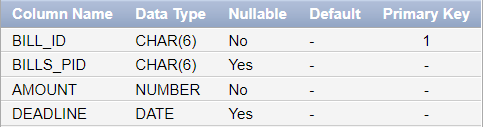 Column Name Data Type Nullable Default Primary Key
BILL_ID CHAR(6) No - 1
BILLS_PID CHAR(6) Yes - -
AMOUNT NUMBER No - -
DEADLINE DATE Yes - -